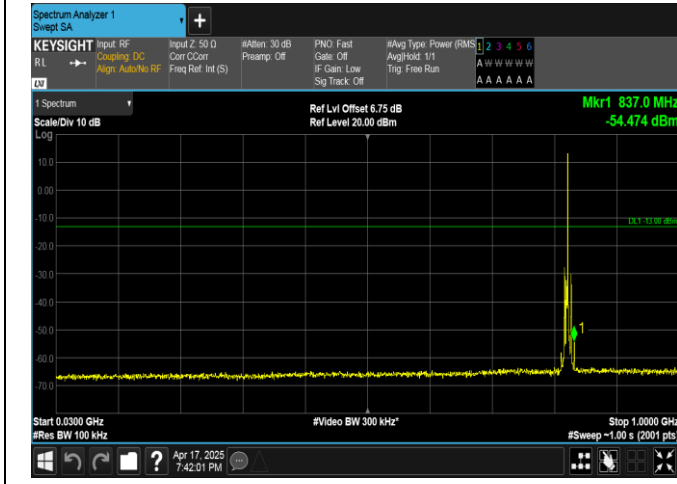 Spectrum Analyzer 1
Swept SA
+
KEYSIGHT
RL
LXI
Input: RF
Coupling: DC
Align: Auto/No RF
Input Z: 50 Ω
Corr CCorr
Freq Ref: Int (S)
#Atten: 30 dB
Preamp: Off
PNO: Fast
Gate: Off
IF Gain: Low
Sig Track: Off
#Avg Type: Power (RMS
Avg|Hold: 1/1
Trig: Free Run
1 2 3 4 5 6
A W W W W W
A A A A A A
1 Spectrum
Scale/Div 10 dB
Log
Ref Lvl Offset 6.75 dB
Ref Level 20.00 dBm
Mkr1 837.0 MHz
-54.474 dBm
10.0
0.00
-10.0
DL1 -13.00 dBm
-20.0
-30.0
-40.0
-50.0
1
-60.0
-70.0
Start 0.0300 GHz
#Res BW 100 kHz
#Video BW 300 kHz*
Stop 1.0000 GHz
#Sweep ~1.00 s (2001 pts)
?
Apr 17, 2025
7:42:01 PM